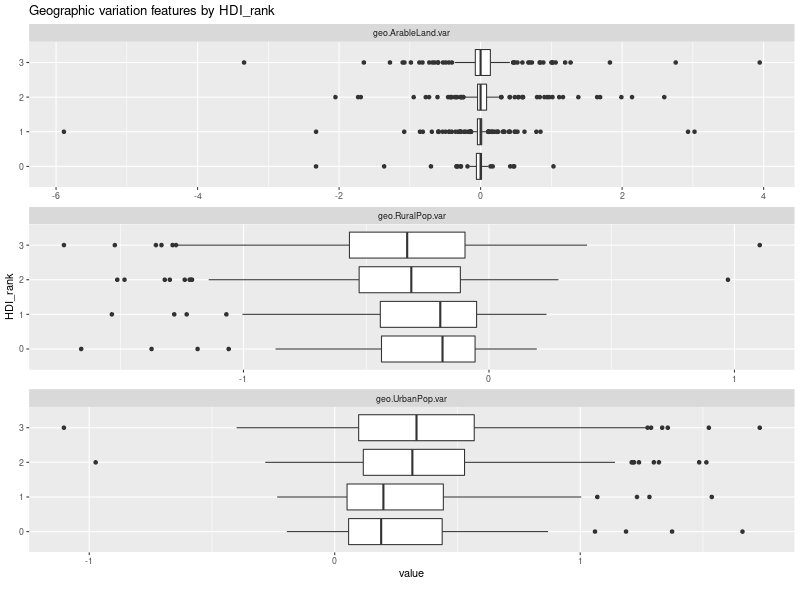 Geographic variation features by HDI_rank
geo.ArableLand.var
3
2
1
0
-6 -4 -2 0 2 4
geo.RuralPop.var
3
2
1
0
-1 0 1
HDI_rank
geo.UrbanPop.var
3
2
1
0
-1 0 1
value